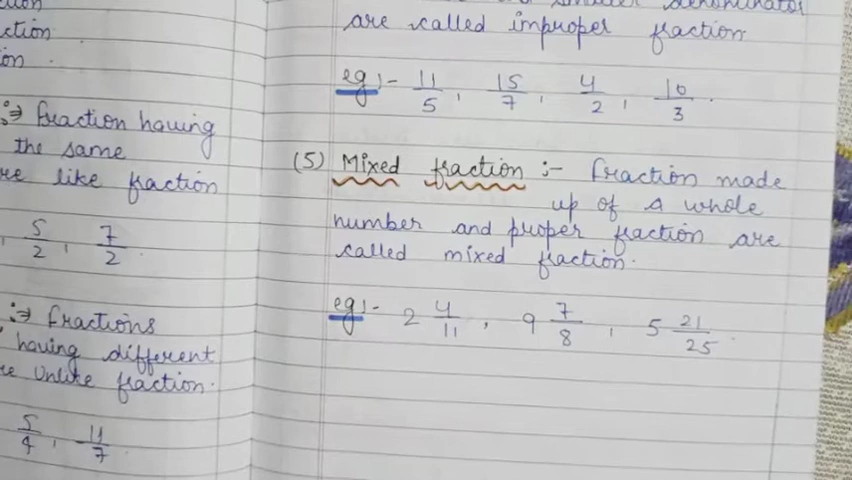 ction
on
:⇒ fraction having
the same
like fraction
5/2, 7/2
:⇒ fractions
having different
unlike fraction.
5/4, 11/7
smaller denominator
are called improper fraction
eg:- 11/5, 15/7, 4/2, 10/3.
(5) Mixed fraction :- fraction made
up of a whole
number and proper fraction are
called mixed fraction.
eg:- 2 4/11, 9 7/8, 5 21/25.